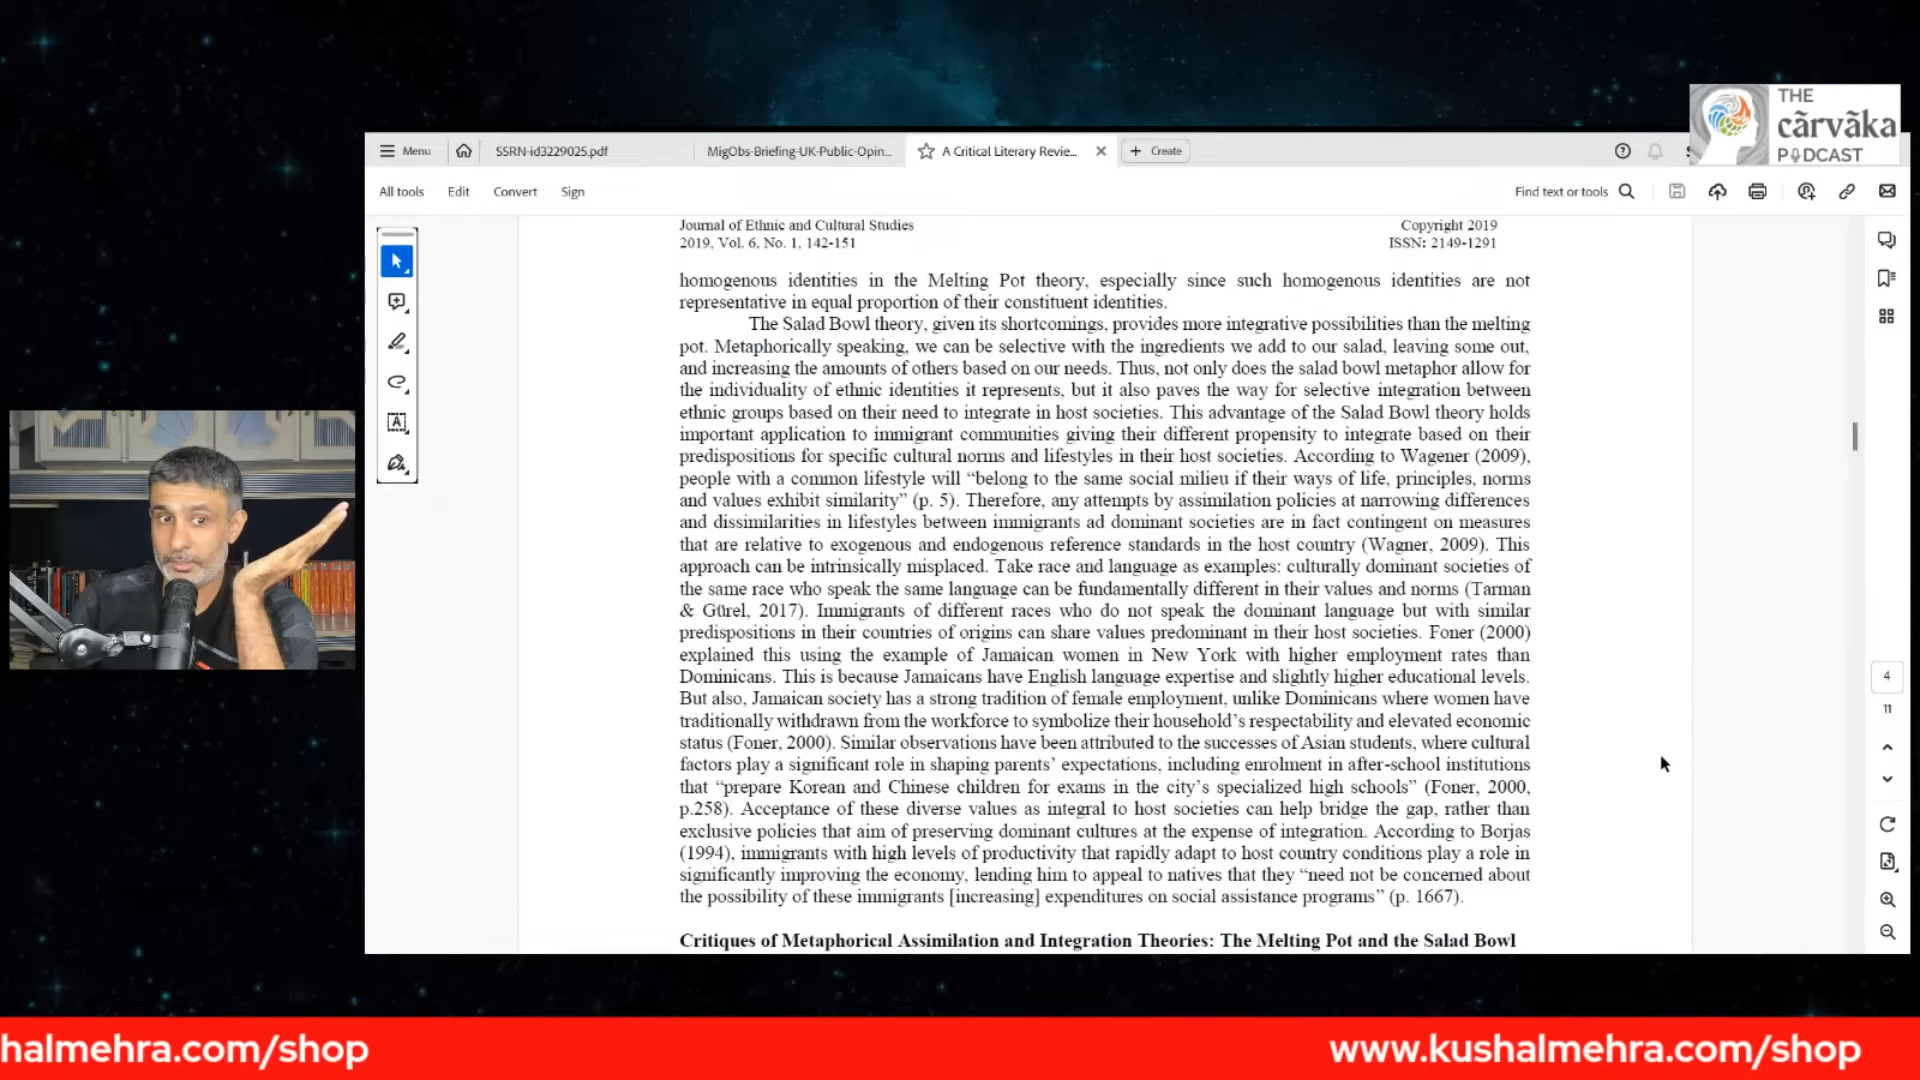 THE
cārvāka
PODCAST
Menu
SSRN-id3229025.pdf
MigObs-Briefing-UK-Public-Opin...
A Critical Literary Revie...
Create
All tools
Edit
Convert
Sign
Find text or tools
Journal of Ethnic and Cultural Studies
Copyright 2019
2019, Vol. 6, No. 1, 142-151
ISSN: 2149-1291
homogenous identities in the Melting Pot theory, especially since such homogenous identities are not
representative in equal proportion of their constituent identities.
The Salad Bowl theory, given its shortcomings, provides more integrative possibilities than the melting
pot. Metaphorically speaking, we can be selective with the ingredients we add to our salad, leaving some out,
and increasing the amounts of others based on our needs. Thus, not only does the salad bowl metaphor allow for
the individuality of ethnic identities it represents, but it also paves the way for selective integration between
ethnic groups based on their need to integrate in host societies. This advantage of the Salad Bowl theory holds
important application to immigrant communities giving their different propensity to integrate based on their
predispositions for specific cultural norms and lifestyles in their host societies. According to Wagener (2009),
people with a common lifestyle will “belong to the same social milieu if their ways of life, principles, norms
and values exhibit similarity” (p. 5). Therefore, any attempts by assimilation policies at narrowing differences
and dissimilarities in lifestyles between immigrants ad dominant societies are in fact contingent on measures
that are relative to exogenous and endogenous reference standards in the host country (Wagner, 2009). This
approach can be intrinsically misplaced. Take race and language as examples: culturally dominant societies of
the same race who speak the same language can be fundamentally different in their values and norms (Tarman
& Gürel, 2017). Immigrants of different races who do not speak the dominant language but with similar
predispositions in their countries of origins can share values predominant in their host societies. Foner (2000)
explained this using the example of Jamaican women in New York with higher employment rates than
Dominicans. This is because Jamaicans have English language expertise and slightly higher educational levels.
But also, Jamaican society has a strong tradition of female employment, unlike Dominicans where women have
traditionally withdrawn from the workforce to symbolize their household’s respectability and elevated economic
status (Foner, 2000). Similar observations have been attributed to the successes of Asian students, where cultural
factors play a significant role in shaping parents’ expectations, including enrolment in after-school institutions
that “prepare Korean and Chinese children for exams in the city’s specialized high schools” (Foner, 2000,
p.258). Acceptance of these diverse values as integral to host societies can help bridge the gap, rather than
exclusive policies that aim of preserving dominant cultures at the expense of integration. According to Borjas
(1994), immigrants with high levels of productivity that rapidly adapt to host country conditions play a role in
significantly improving the economy, lending him to appeal to natives that they “need not be concerned about
the possibility of these immigrants [increasing] expenditures on social assistance programs” (p. 1667).
Critiques of Metaphorical Assimilation and Integration Theories: The Melting Pot and the Salad Bowl
4
11
halmehra.com/shop
www.kushalmehra.com/shop